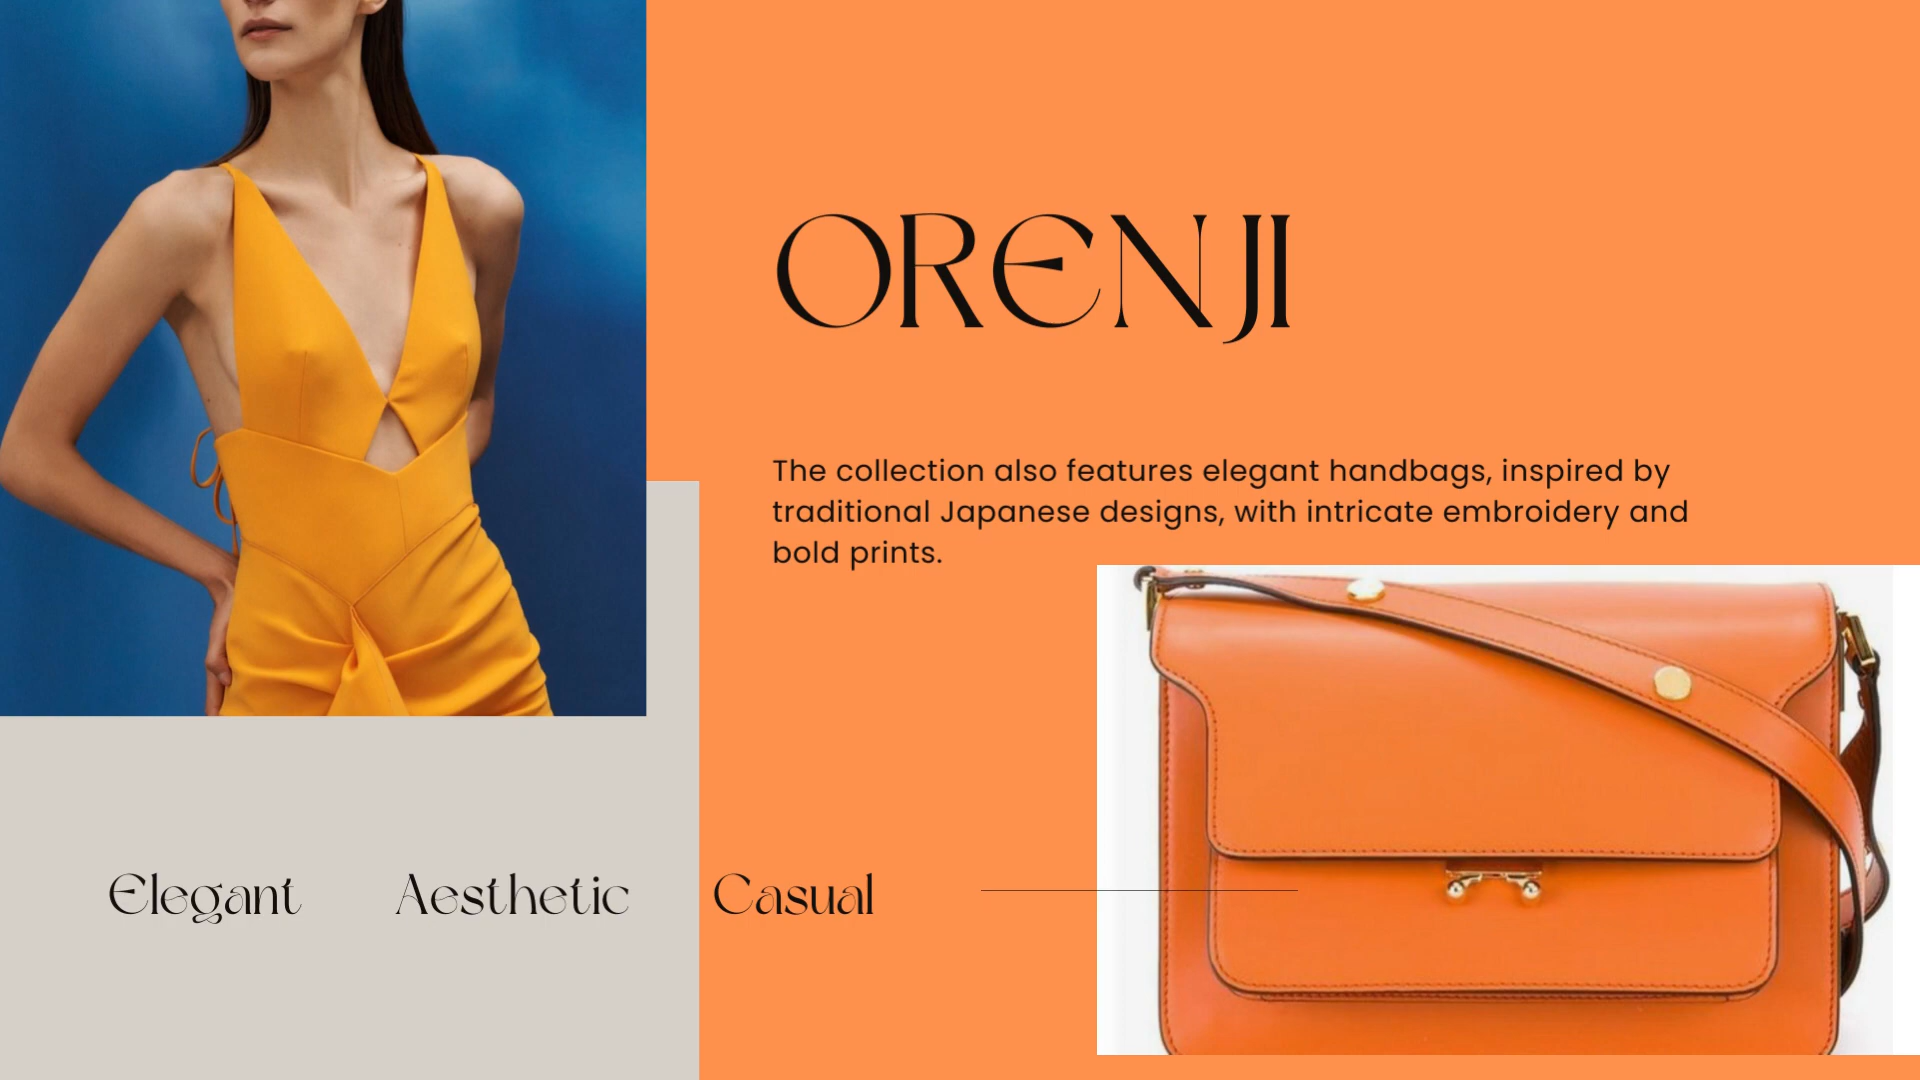 ORENJI
The collection also features elegant handbags, inspired by
traditional Japanese designs, with intricate embroidery and
bold prints.
Elegant Aesthetic Casual